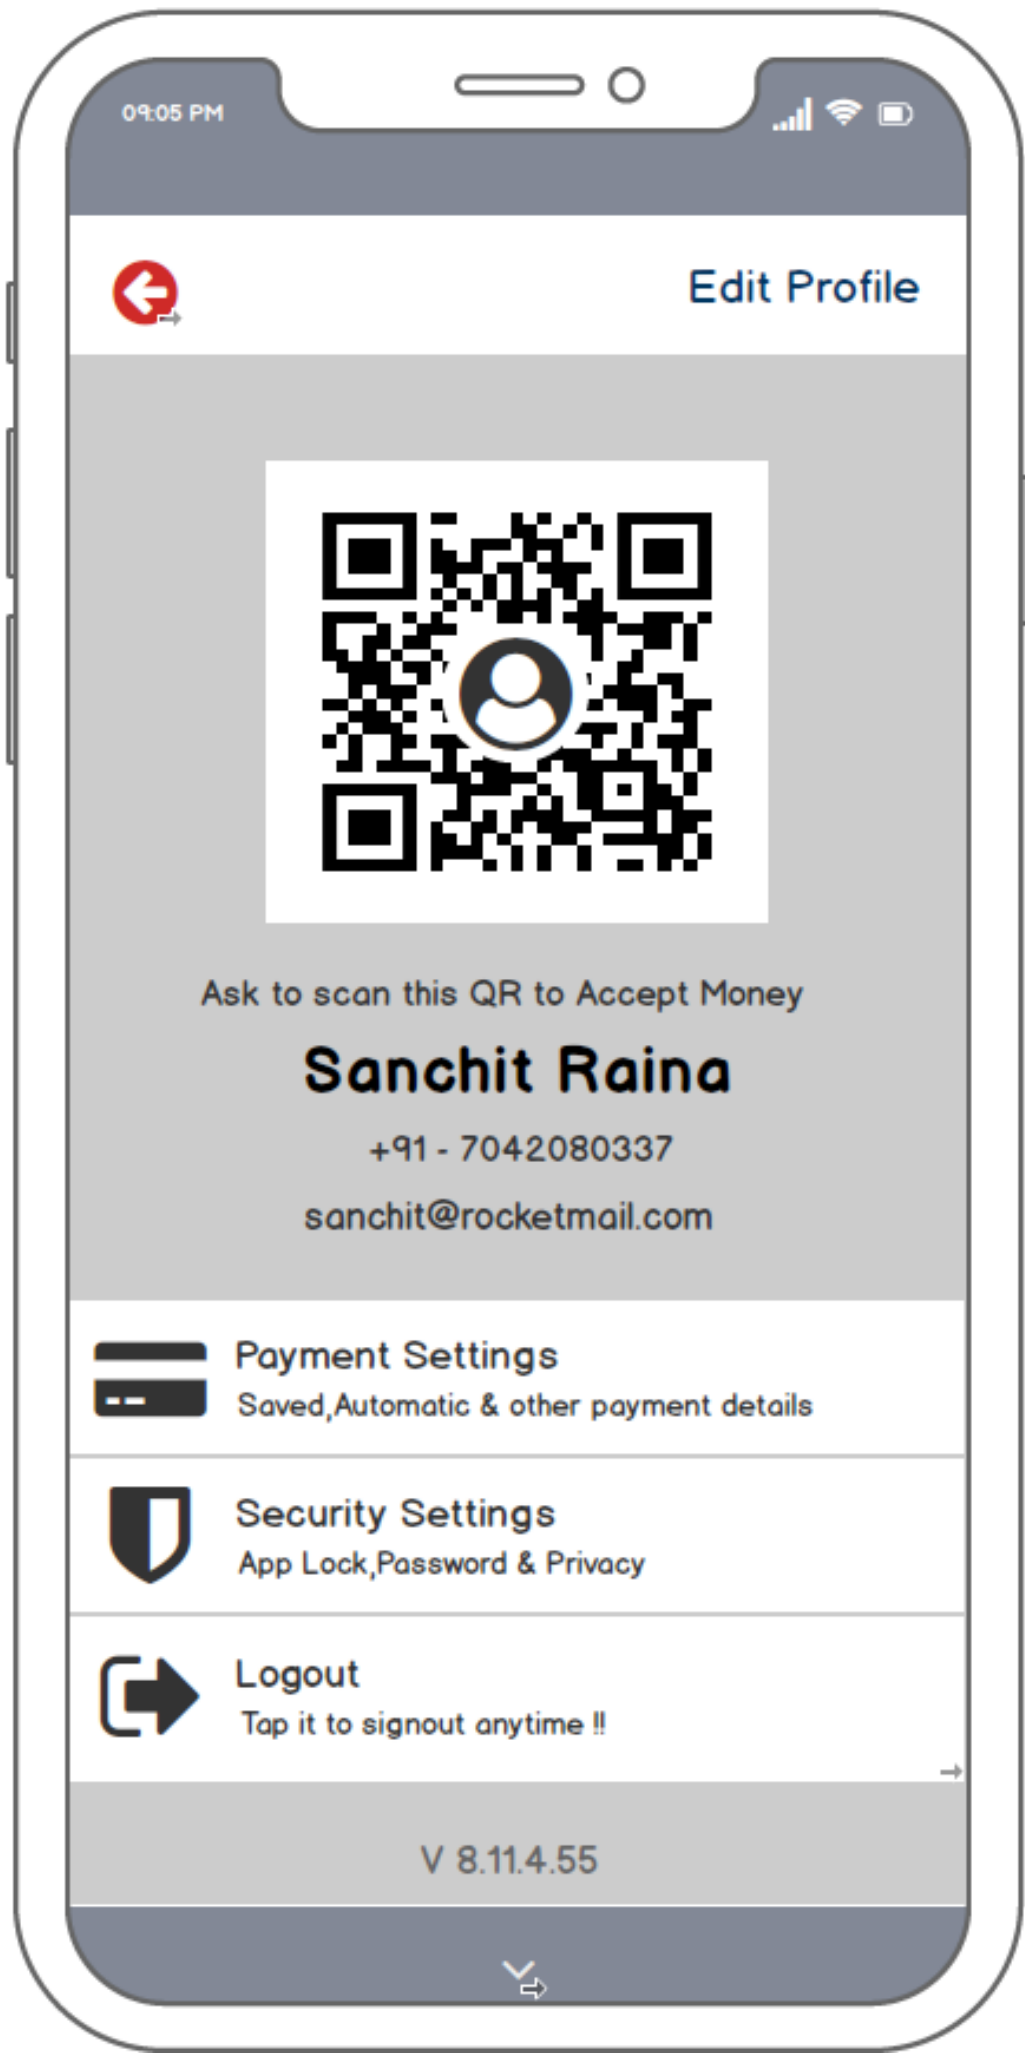 09:05 PM
Edit Profile
Ask to scan this QR to Accept Money
Sanchit Raina
+91 - 7042080337
sanchit@rocketmail.com
Payment Settings
Saved,Automatic & other payment details
Security Settings
App Lock,Password & Privacy
Logout
Tap it to signout anytime !!
V 8.11.4.55